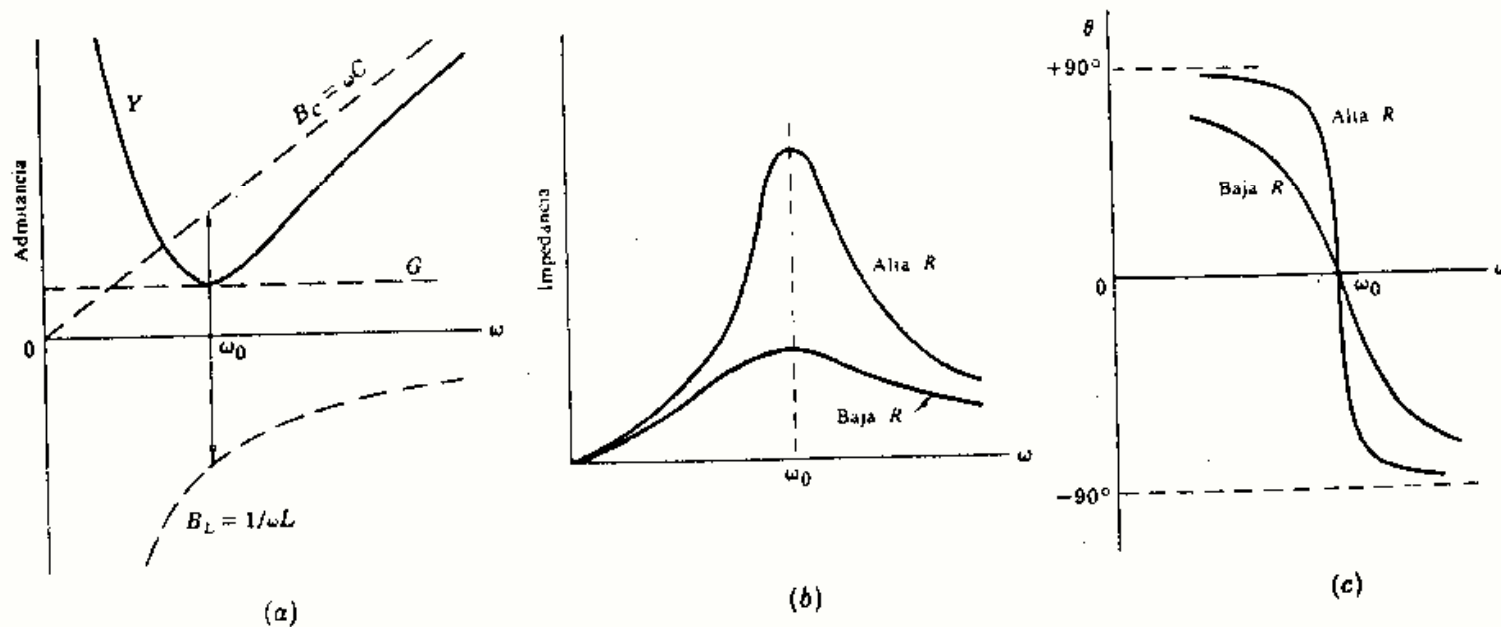 Admitancia
Y
B_C = ωC
G
0
ω_0
ω
B_L = 1/ωL
(a)
Impedancia
Alta R
Baja R
ω_0
ω
(b)
θ
+90°
Alta R
Baja R
0
ω_0
ω
−90°
(c)